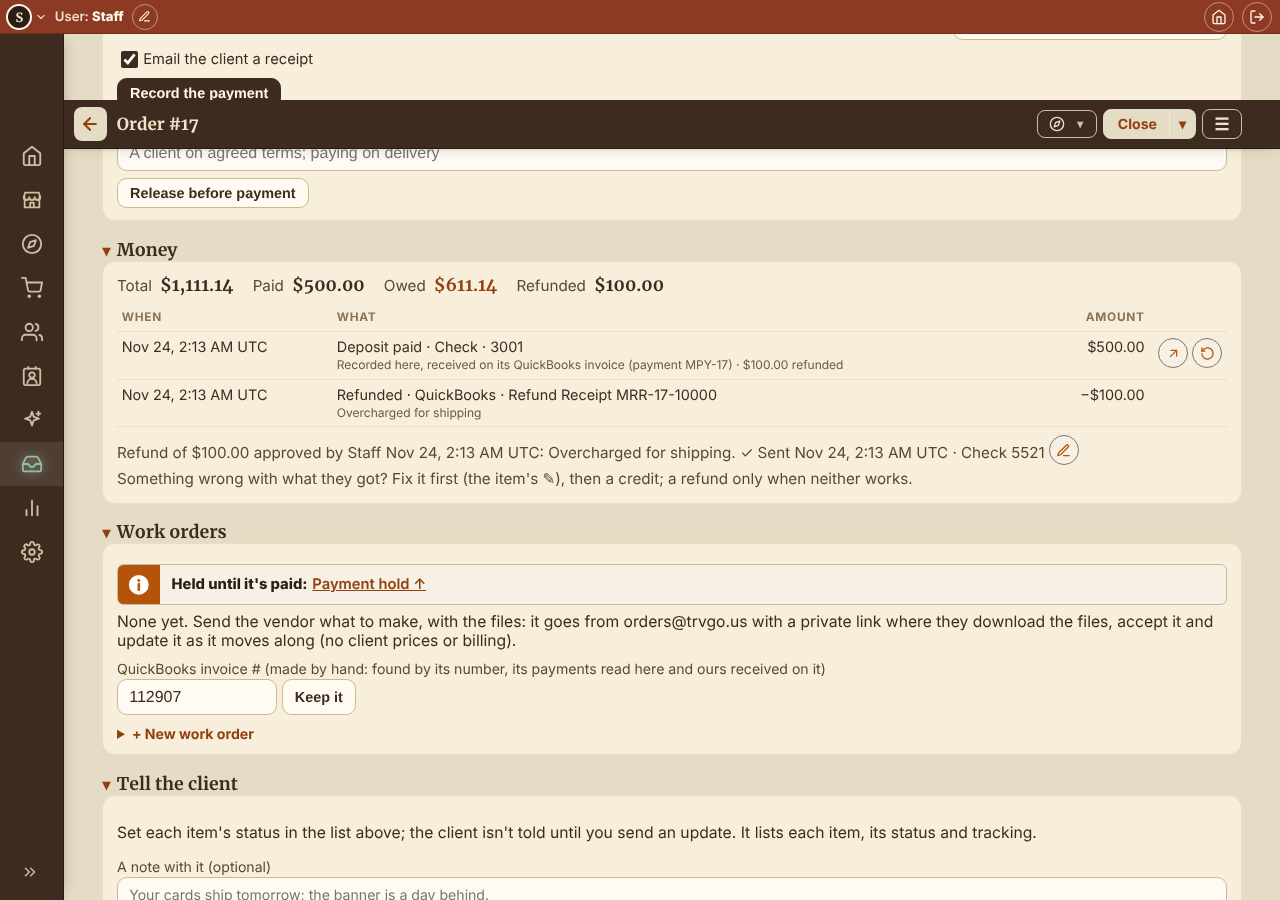 S User: Staff
Email the client a receipt
Record the payment
Order #17
Close ▾
A client on agreed terms; paying on delivery
Release before payment
▾ Money
Total $1,111.14 Paid $500.00 Owed $611.14 Refunded $100.00
WHEN WHAT AMOUNT
Nov 24, 2:13 AM UTC Deposit paid · Check · 3001 $500.00
Recorded here, received on its QuickBooks invoice (payment MPY-17) · $100.00 refunded
Nov 24, 2:13 AM UTC Refunded · QuickBooks · Refund Receipt MRR-17-10000 −$100.00
Overcharged for shipping
Refund of $100.00 approved by Staff Nov 24, 2:13 AM UTC: Overcharged for shipping. ✓ Sent Nov 24, 2:13 AM UTC · Check 5521
Something wrong with what they got? Fix it first (the item's ✎), then a credit; a refund only when neither works.
▾ Work orders
Held until it's paid: Payment hold ↑
None yet. Send the vendor what to make, with the files: it goes from orders@trvgo.us with a private link where they download the files, accept it and
update it as it moves along (no client prices or billing).
QuickBooks invoice # (made by hand: found by its number, its payments read here and ours received on it)
112907 Keep it
▶ + New work order
▾ Tell the client
Set each item's status in the list above; the client isn't told until you send an update. It lists each item, its status and tracking.
A note with it (optional)
Your cards ship tomorrow; the banner is a day behind.